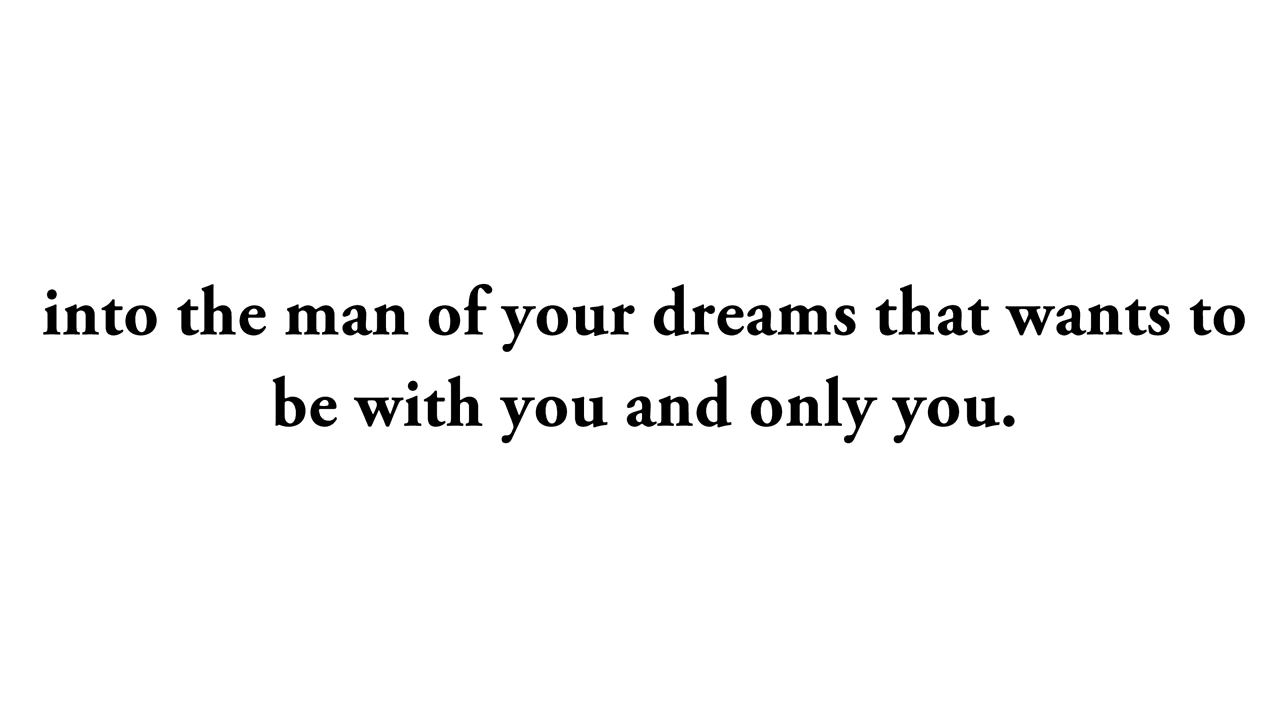 into the man of your dreams that wants to
be with you and only you.